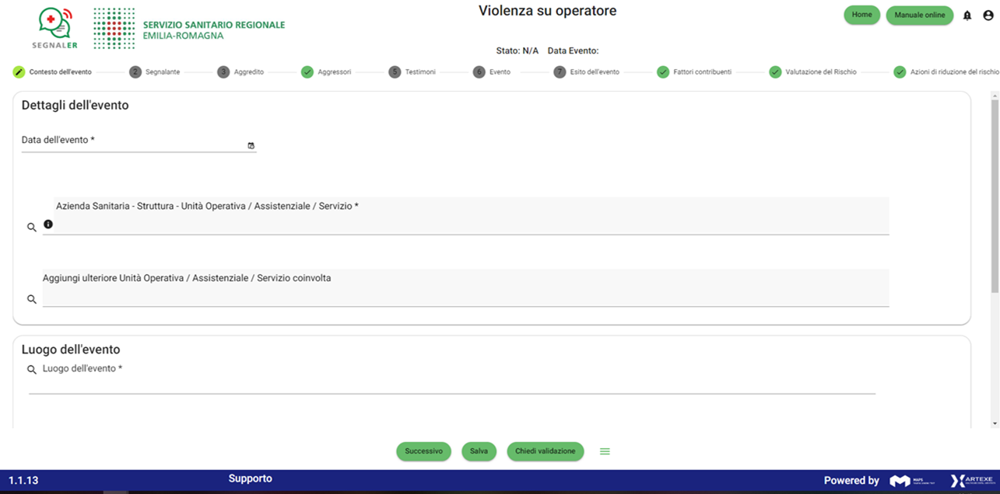 Violenza su operatore
Home
Manuale online
SEGNALER
SERVIZIO SANITARIO REGIONALE
EMILIA-ROMAGNA
Stato: N/A Data Evento:
Contesto dell'evento
2 Segnalante
3 Aggredito
Aggressori
5 Testimoni
6 Evento
7 Esito dell'evento
Fattori contribuenti
Valutazione del Rischio
Azioni di riduzione del rischio
Dettagli dell'evento
Data dell'evento *
Azienda Sanitaria - Struttura - Unità Operativa / Assistenziale / Servizio *
Aggiungi ulteriore Unità Operativa / Assistenziale / Servizio coinvolta
Luogo dell'evento
Luogo dell'evento *
Successivo
Salva
Chiedi validazione
1.1.13
Supporto
Powered by
MAPS
ARTEXE